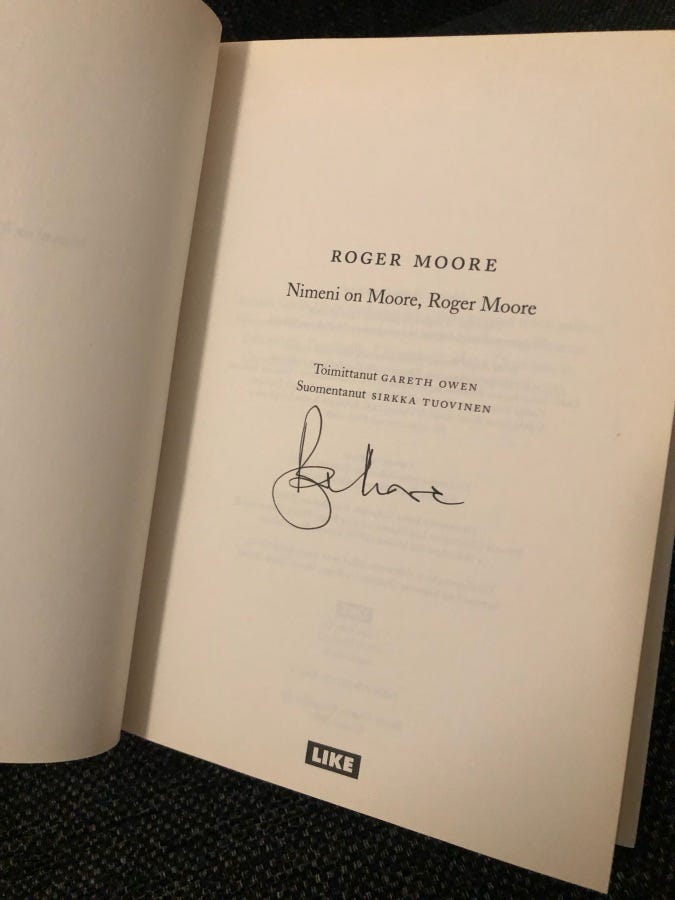 ROGER MOORE
Nimeni on Moore, Roger Moore
Toimittanut GARETH OWEN
Suomentanut SIRKKA TUOVINEN
LIKE